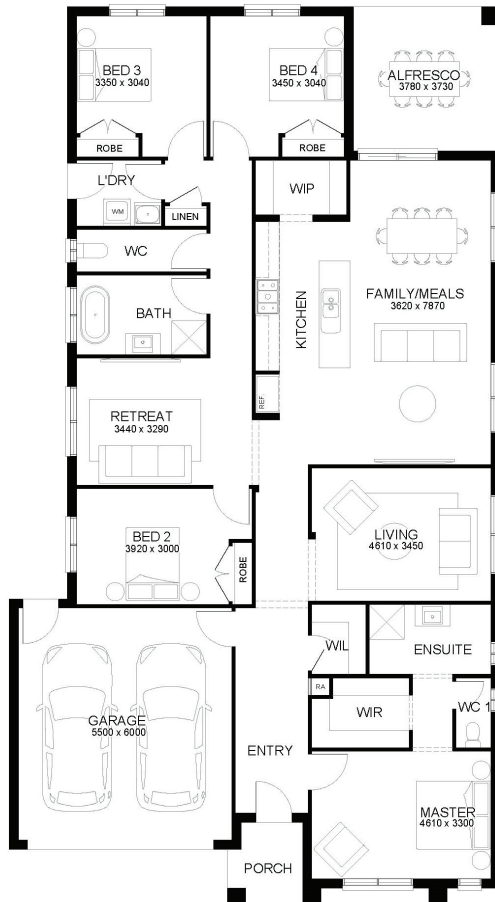 BED 3
3350 x 3040
BED 4
3450 x 3040
ALFRESCO
3780 x 3730
ROBE
ROBE
L'DRY
WM
LINEN
WIP
WC
BATH
KITCHEN
FAMILY/MEALS
3620 x 7870
REF
RETREAT
3440 x 3290
BED 2
3920 x 3000
ROBE
LIVING
4610 x 3450
WIL
ENSUITE
RA
WIR
WC 1
GARAGE
5500 x 6000
ENTRY
MASTER
4610 x 3300
PORCH